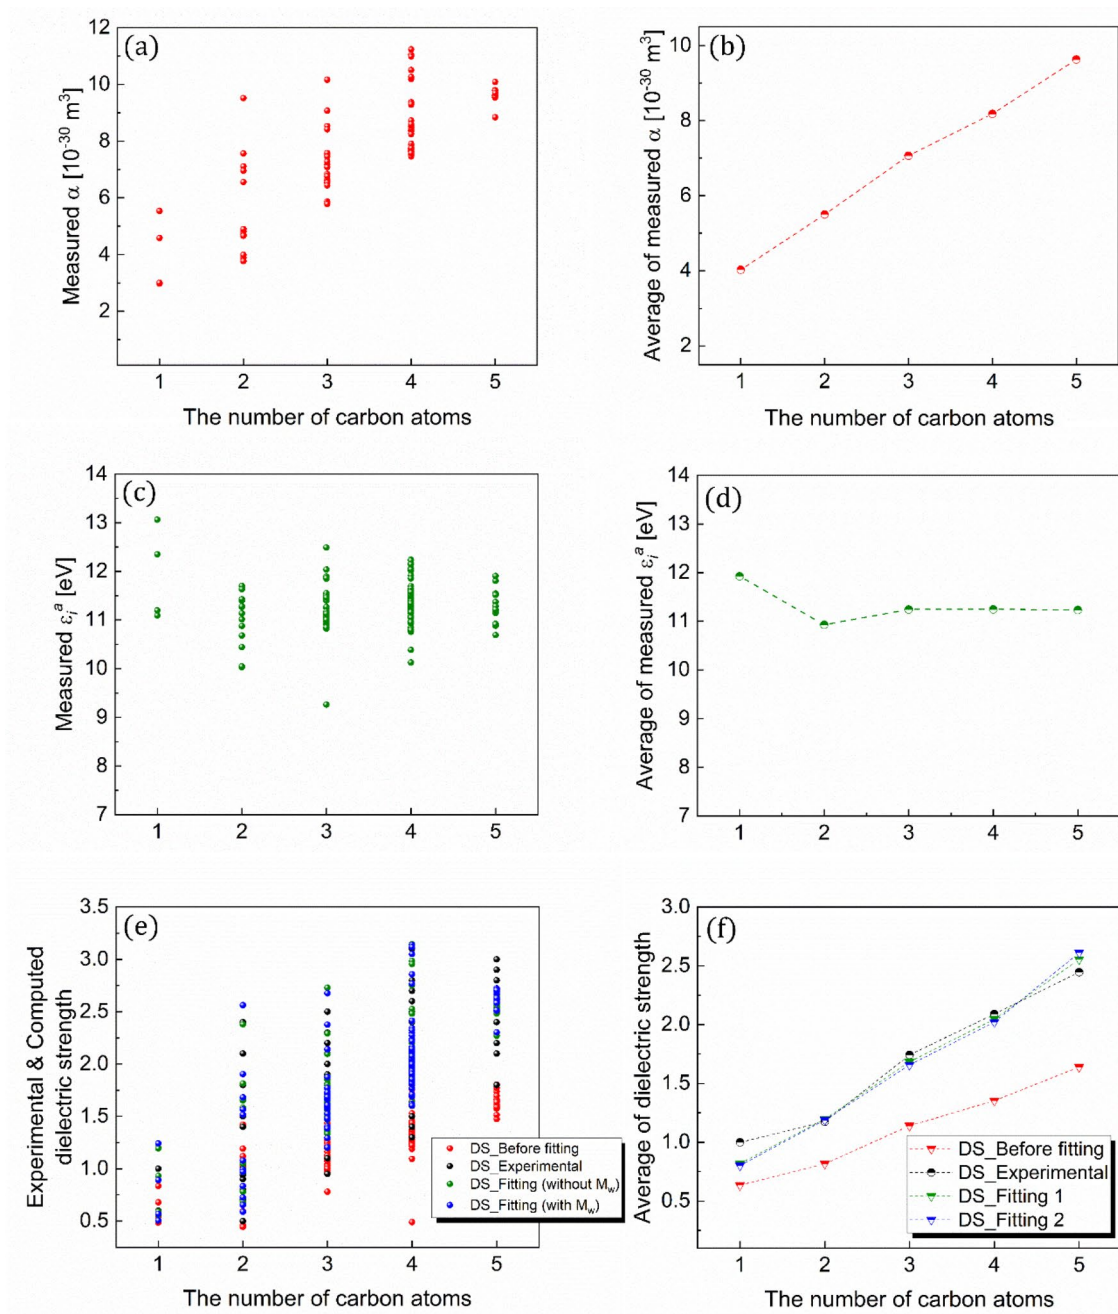 (a)
Measured α [10⁻³⁰ m³]
12
10
8
6
4
2
1 2 3 4 5
The number of carbon atoms
(b)
Average of measured α [10⁻³⁰ m³]
10
8
6
4
2
1 2 3 4 5
The number of carbon atoms
(c)
Measured εᵢᵃ [eV]
14
13
12
11
10
9
8
7
1 2 3 4 5
(d)
Average of measured εᵢᵃ [eV]
14
13
12
11
10
9
8
7
1 2 3 4 5
(e)
Experimental & Computed
dielectric strength
3.5
3.0
2.5
2.0
1.5
1.0
0.5
DS_Before fitting
DS_Experimental
DS_Fitting (without Mw)
DS_Fitting (with Mw)
1 2 3 4 5
The number of carbon atoms
(f)
Average of dielectric strength
3.0
2.5
2.0
1.5
1.0
0.5
DS_Before fitting
DS_Experimental
DS_Fitting 1
DS_Fitting 2
1 2 3 4 5
The number of carbon atoms